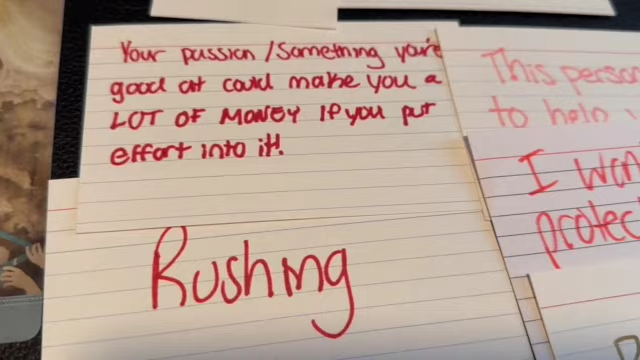 Your passion / Something you're
good at could make you a
LOT OF MONEY if you put
effort into it!
Rushing
This person
to help
I wan
protec